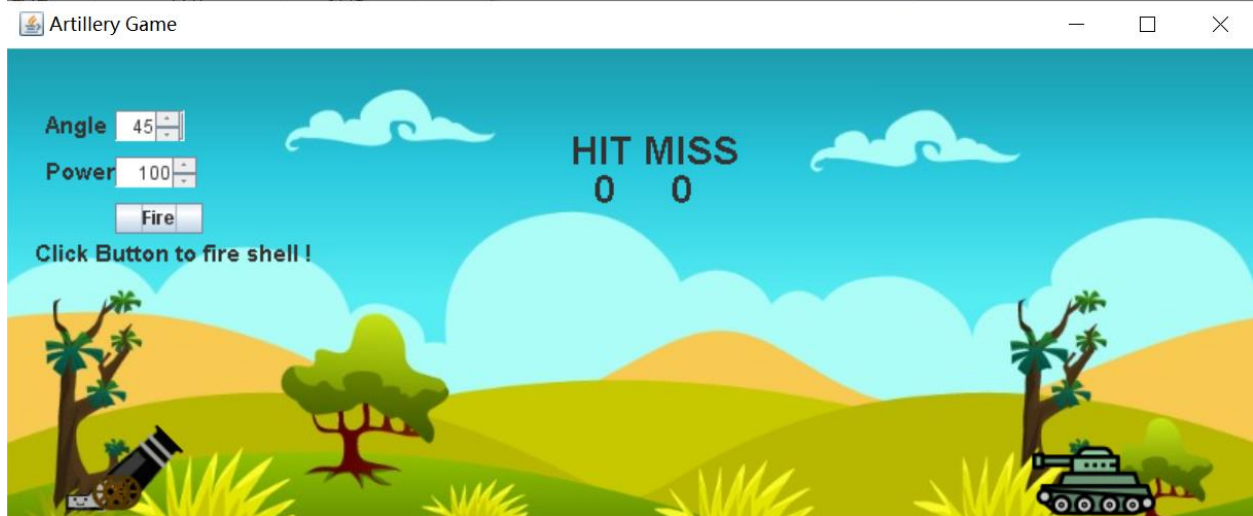 Artillery Game
Angle 45
Power 100
Fire
Click Button to fire shell !
HIT MISS
0 0